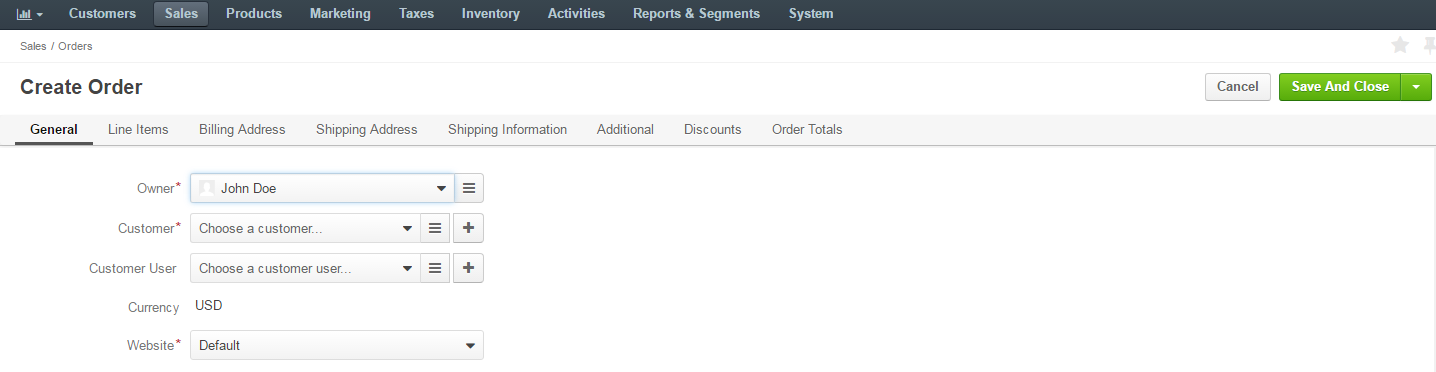 Customers Sales Products Marketing Taxes Inventory Activities Reports & Segments System
Sales / Orders
Create Order Cancel Save And Close
General Line Items Billing Address Shipping Address Shipping Information Additional Discounts Order Totals
Owner* John Doe
Customer* Choose a customer...
Customer User Choose a customer user...
Currency USD
Website* Default